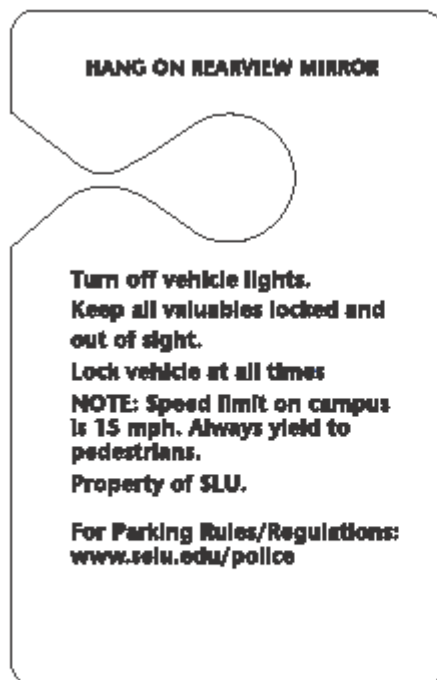 HANG ON REARVIEW MIRROR
Turn off vehicle lights.
Keep all valuables locked and
out of sight.
Lock vehicle at all times
NOTE: Speed limit on campus
is 15 mph. Always yield to
pedestrians.
Property of SLU.
For Parking Rules/Regulations:
www.selu.edu/police